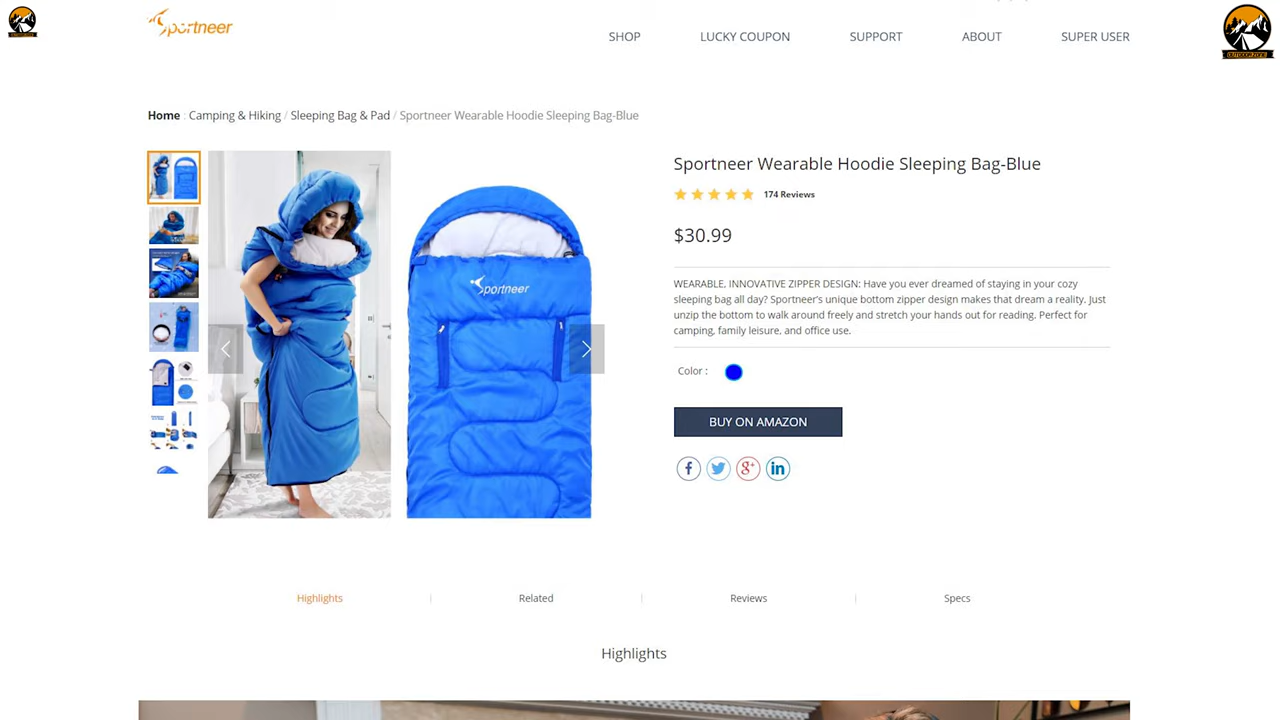 Sportneer
SHOP
LUCKY COUPON
SUPPORT
ABOUT
SUPER USER
Home : Camping & Hiking / Sleeping Bag & Pad / Sportneer Wearable Hoodie Sleeping Bag-Blue
Sportneer
Sportneer Wearable Hoodie Sleeping Bag-Blue
174 Reviews
$30.99
WEARABLE, INNOVATIVE ZIPPER DESIGN: Have you ever dreamed of staying in your cozy
sleeping bag all day? Sportneer's unique bottom zipper design makes that dream a reality. Just
unzip the bottom to walk around freely and stretch your hands out for reading. Perfect for
camping, family leisure, and office use.
Color :
BUY ON AMAZON
Highlights
Related
Reviews
Specs
Highlights